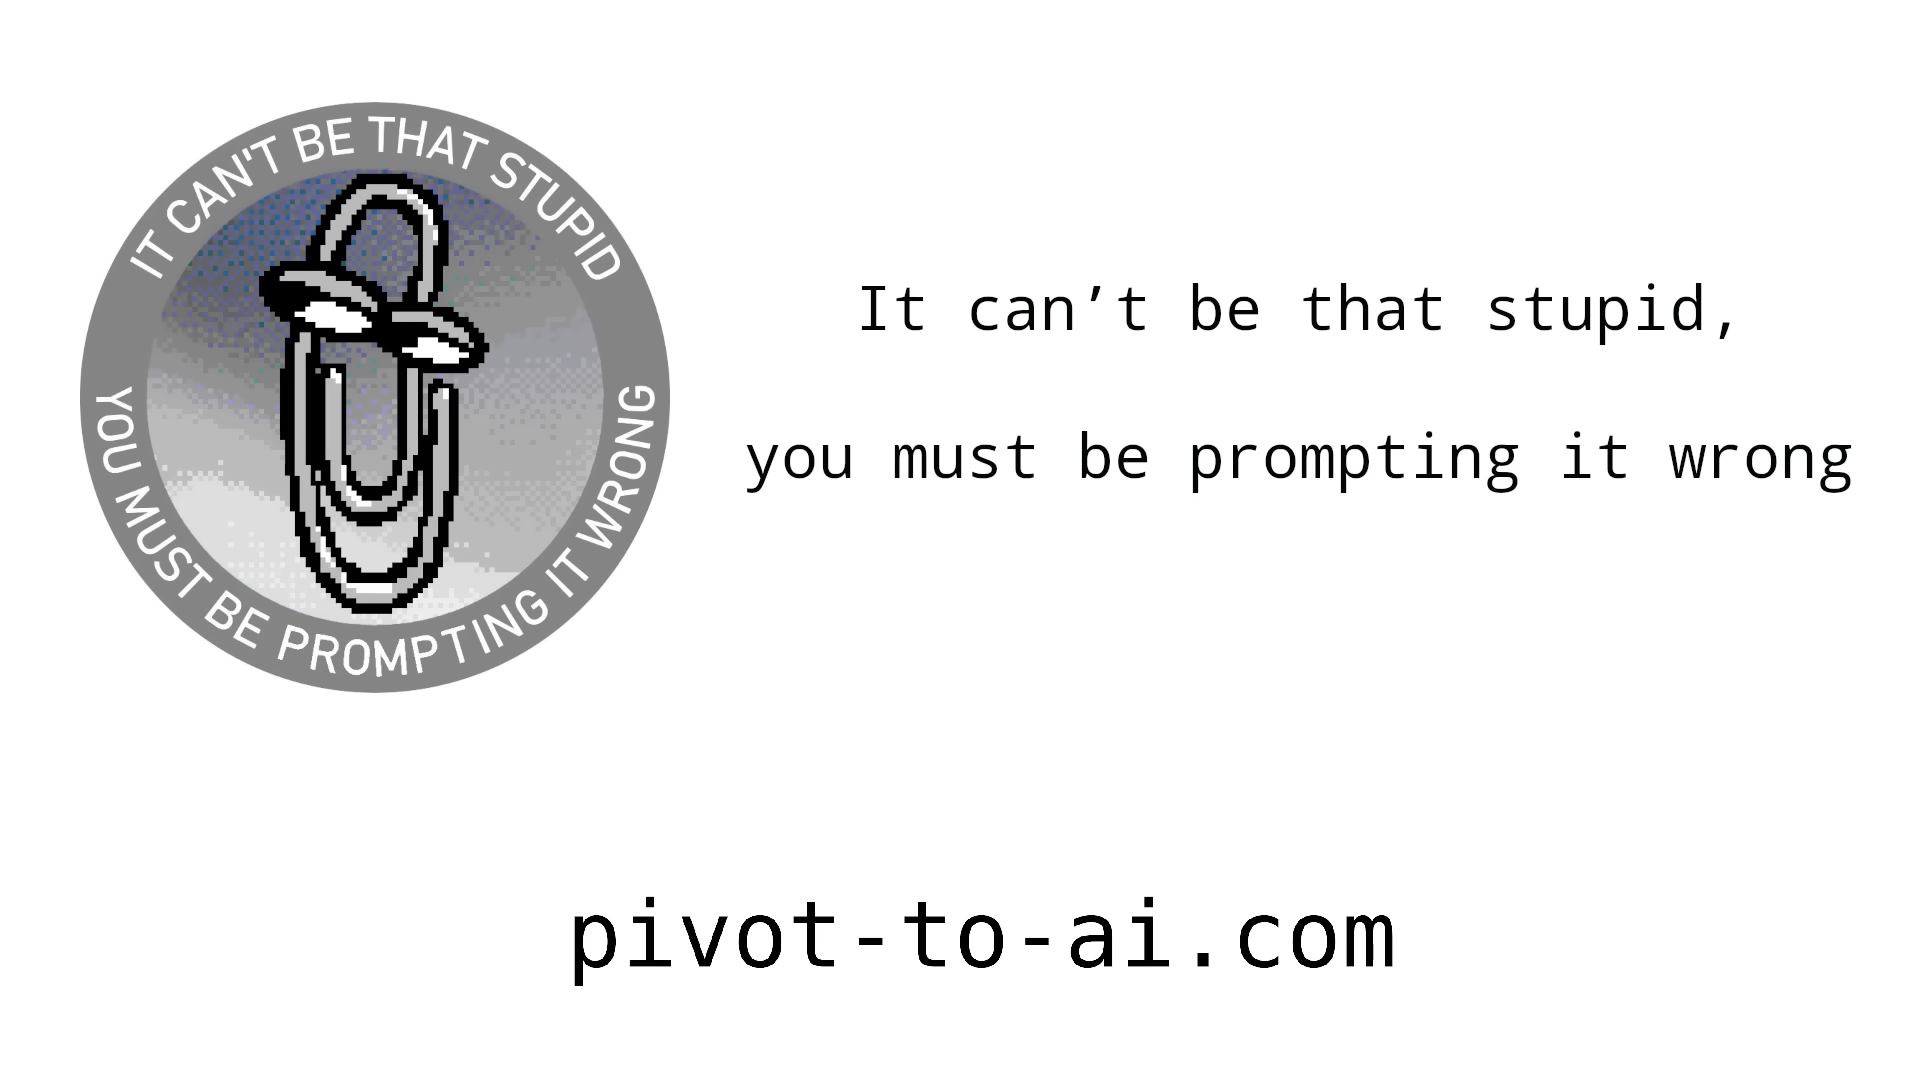 IT CAN'T BE THAT STUPID
YOU MUST BE PROMPTING IT WRONG
It can’t be that stupid,
you must be prompting it wrong
pivot-to-ai.com